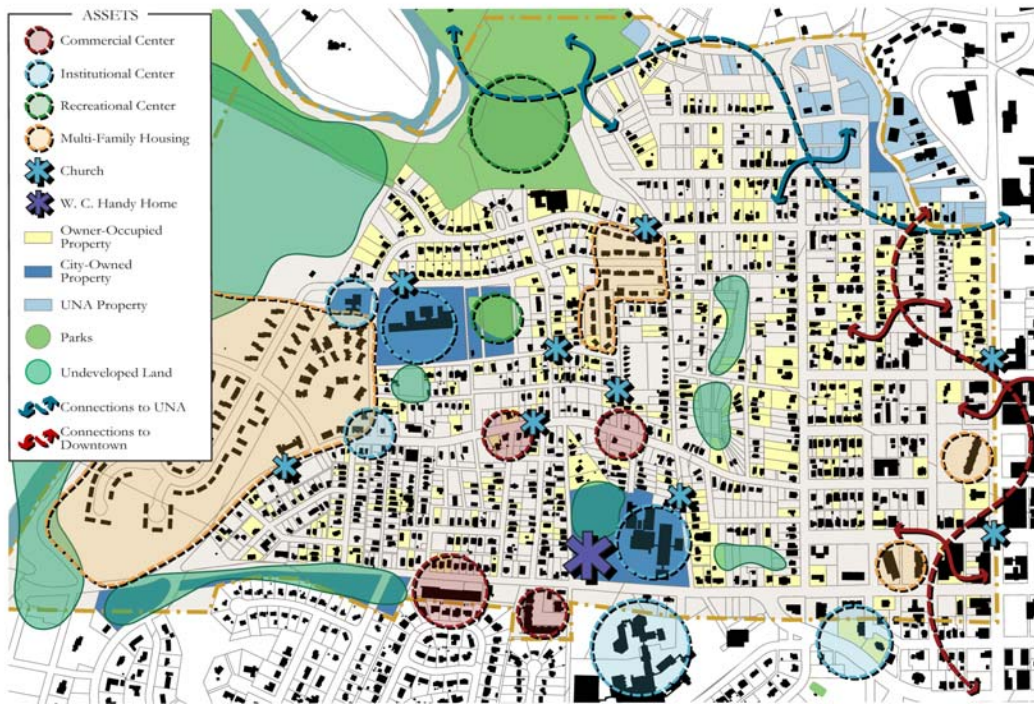 ASSETS
Commercial Center
Institutional Center
Recreational Center
Multi-Family Housing
Church
W. C. Handy Home
Owner-Occupied
Property
City-Owned
Property
UNA Property
Parks
Undeveloped Land
Connections to UNA
Connections to
Downtown